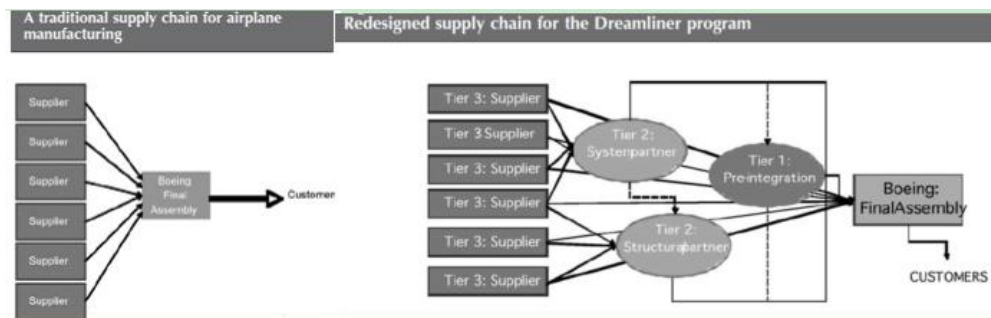 A traditional supply chain for airplane
manufacturing
Redesigned supply chain for the Dreamliner program
Supplier
Supplier
Supplier
Supplier
Supplier
Supplier
Boeing
Final
Assembly
Customer
Tier 3: Supplier
Tier 3 Supplier
Tier 3: Supplier
Tier 3: Supplier
Tier 3: Supplier
Tier 3: Supplier
Tier 2:
Systempartner
Tier 2:
Structurapartner
Tier 1:
Pre-integration
Boeing:
FinalAssembly
CUSTOMERS